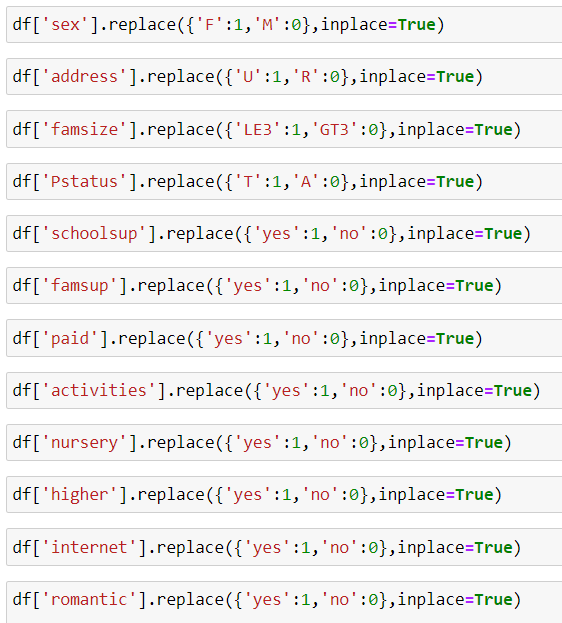 df['sex'].replace({'F':1,'M':0},inplace=True)
df['address'].replace({'U':1,'R':0},inplace=True)
df['famsize'].replace({'LE3':1,'GT3':0},inplace=True)
df['Pstatus'].replace({'T':1,'A':0},inplace=True)
df['schoolsup'].replace({'yes':1,'no':0},inplace=True)
df['famsup'].replace({'yes':1,'no':0},inplace=True)
df['paid'].replace({'yes':1,'no':0},inplace=True)
df['activities'].replace({'yes':1,'no':0},inplace=True)
df['nursery'].replace({'yes':1,'no':0},inplace=True)
df['higher'].replace({'yes':1,'no':0},inplace=True)
df['internet'].replace({'yes':1,'no':0},inplace=True)
df['romantic'].replace({'yes':1,'no':0},inplace=True)